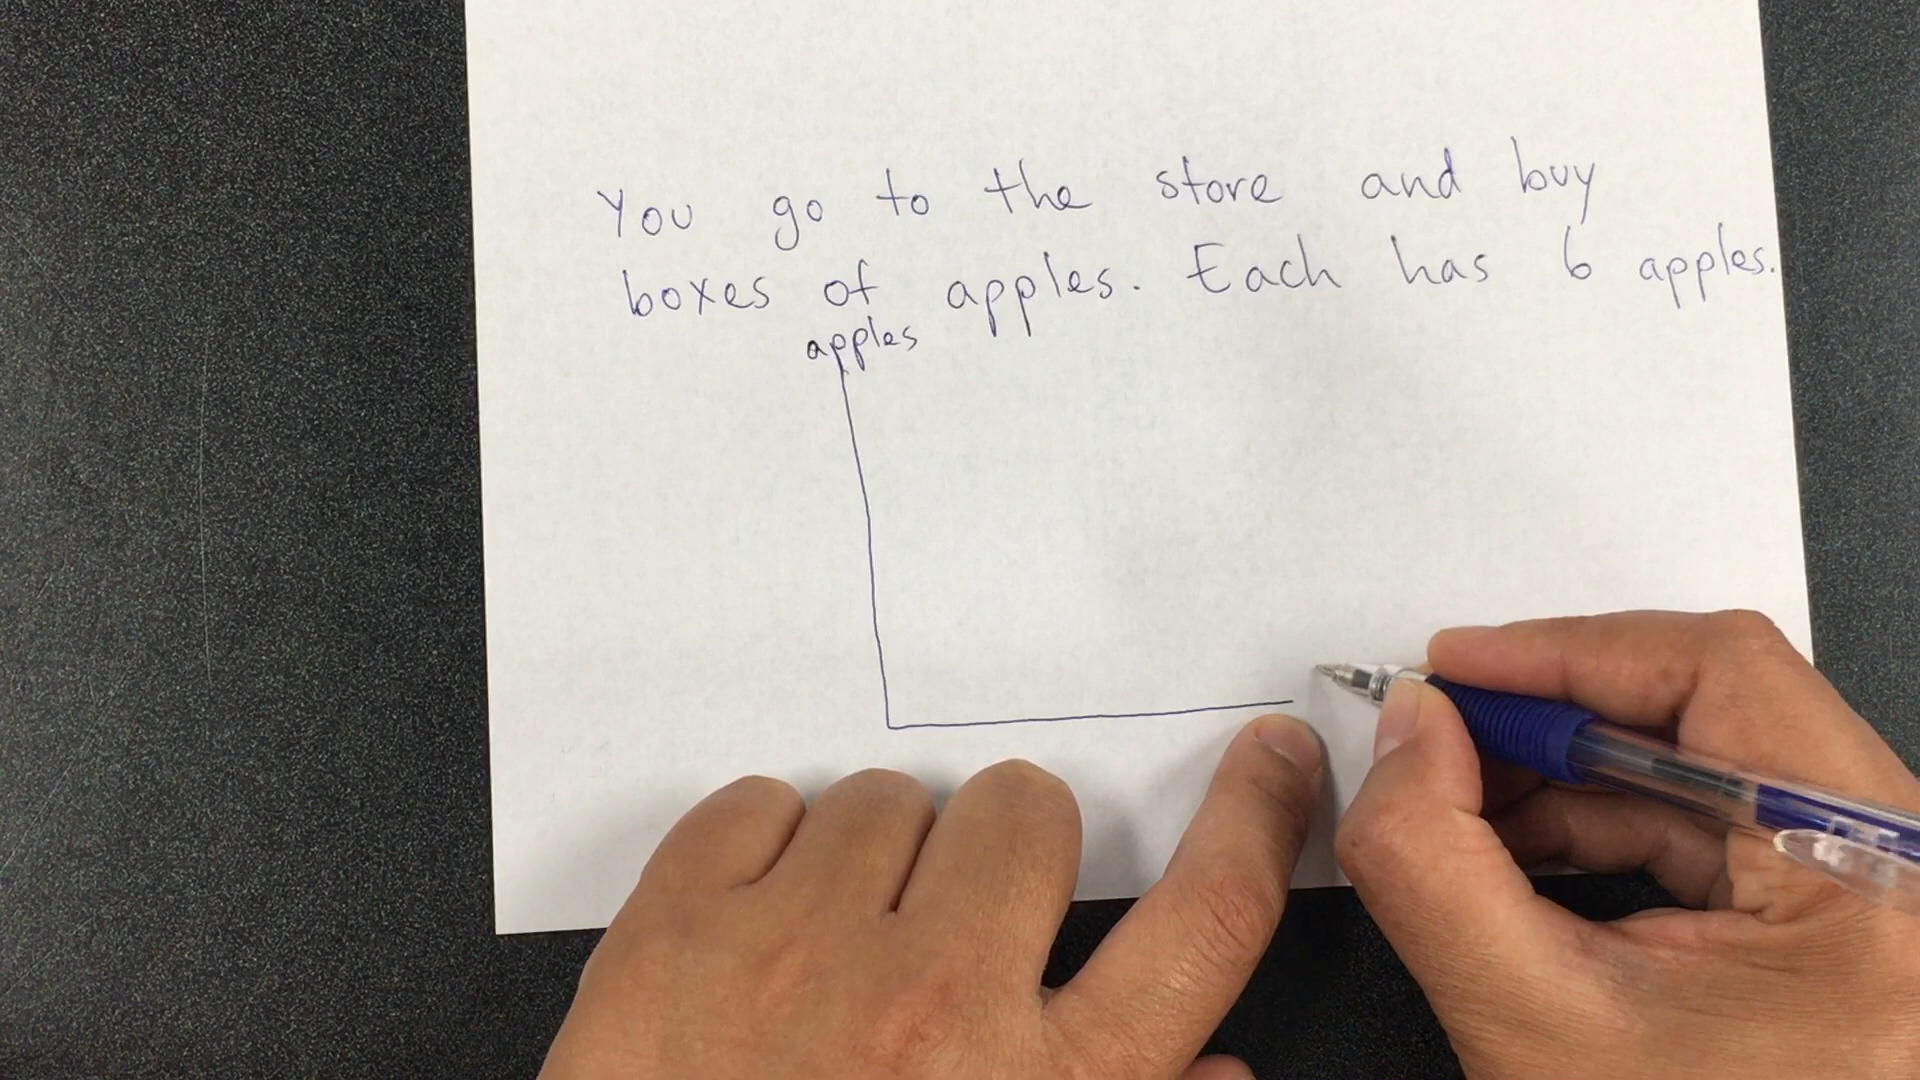 You go to the store and buy
boxes of apples. Each has 6 apples.
apples